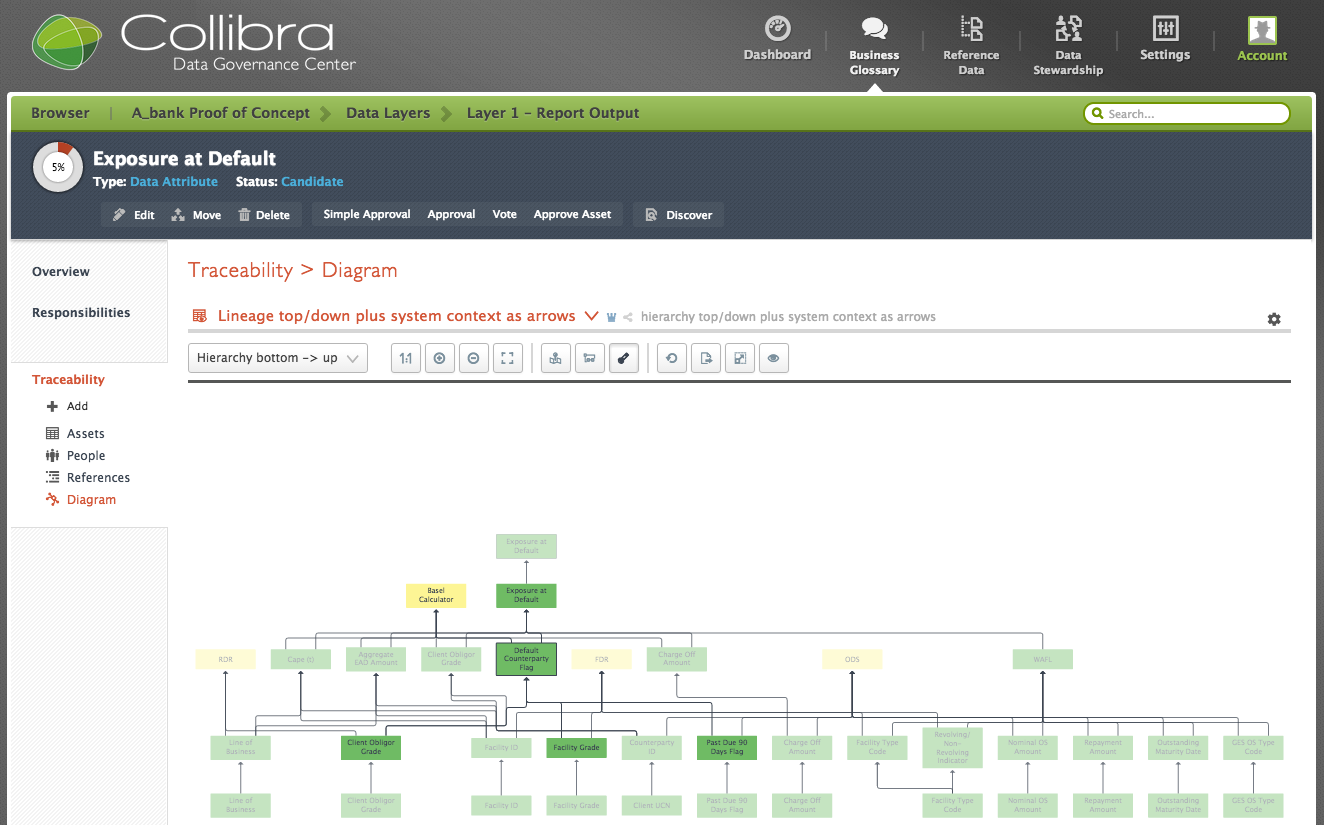 Collibra
Data Governance Center
Dashboard
Business
Glossary
Reference
Data
Data
Stewardship
Settings
Account
Browser | A_bank Proof of Concept Data Layers Layer 1 - Report Output
Search...
5%
Exposure at Default
Type: Data Attribute Status: Candidate
Edit Move Delete Simple Approval Approval Vote Approve Asset Discover
Overview
Responsibilities
Traceability
Add
Assets
People
References
Diagram
Traceability > Diagram
Lineage top/down plus system context as arrows hierarchy top/down plus system context as arrows
Hierarchy bottom -> up
1:1
Exposure at
Default
Basel
Calculator
Exposure at
Default
RDR
Cape (t)
Aggregate
EAD Amount
Client Obligor
Grade
Default
Counterparty
Flag
FOR
Charge Off
Amount
ODS
WAFL
Line of
Business
Client Obligor
Grade
Facility ID
Facility Grade
Counterparty
ID
Past Due 90
Days Flag
Charge Off
Amount
Facility Type
Code
Revolving/
Non-
Revolving
Indicator
Nominal OS
Amount
Repayment
Amount
Outstanding
Maturity Date
GES OS Type
Code
Line of
Business
Client Obligor
Grade
Facility ID
Facility Grade
Client UCN
Past Due 90
Days Flag
Charge Off
Amount
Facility Type
Code
Nominal OS
Amount
Repayment
Amount
Outstanding
Maturity Date
GES OS Type
Code